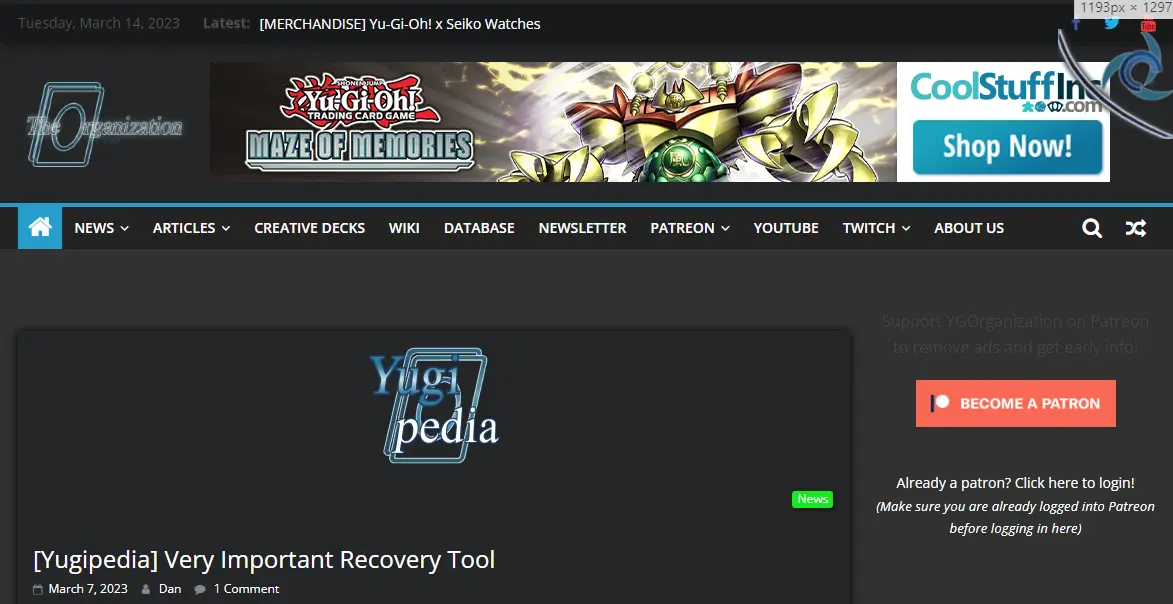 Tuesday, March 14, 2023 Latest: [MERCHANDISE] Yu-Gi-Oh! x Seiko Watches
1193px × 1297
The Organization
SHONEN JUMP
Yu-Gi-Oh!
TRADING CARD GAME
MAZE OF MEMORIES
CoolStuffInc
.com
Shop Now!
NEWS ARTICLES CREATIVE DECKS WIKI DATABASE NEWSLETTER PATREON YOUTUBE TWITCH ABOUT US
Support YGOrganization on Patreon
to remove ads and get early info!
BECOME A PATRON
Already a patron? Click here to login!
(Make sure you are already logged into Patreon
before logging in here)
Yugi
pedia
News
[Yugipedia] Very Important Recovery Tool
March 7, 2023 Dan 1 Comment